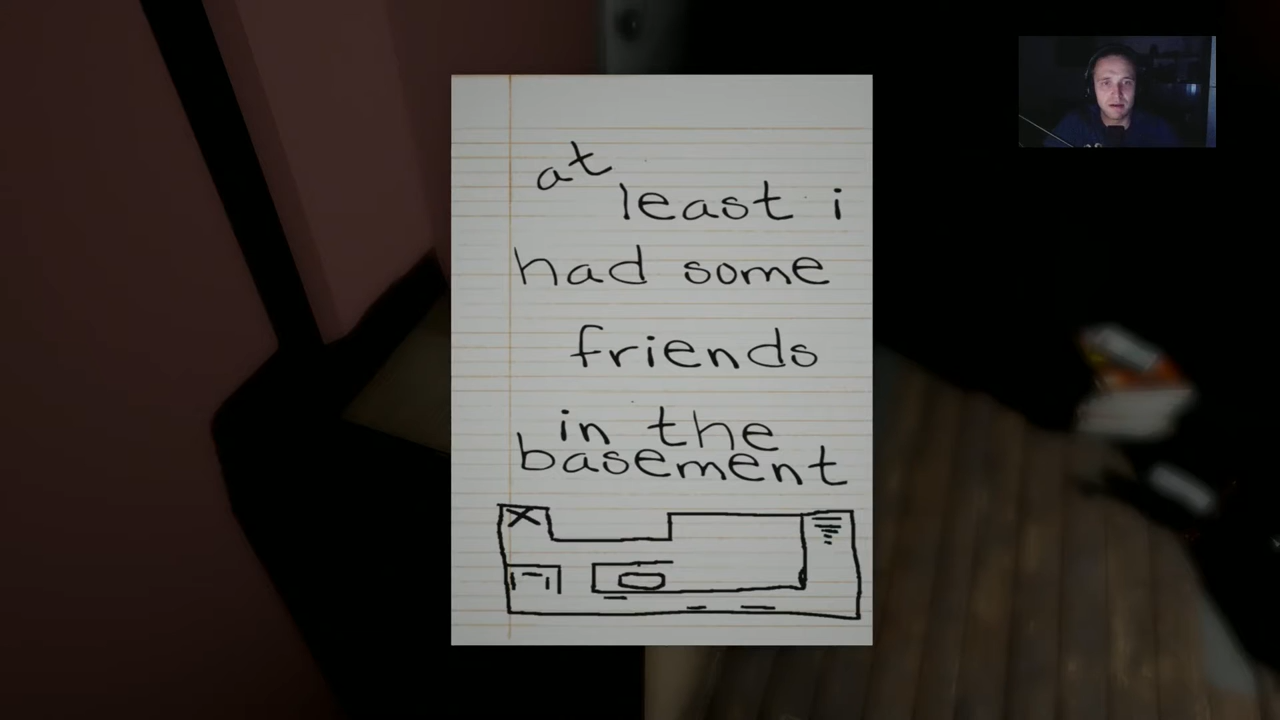 at
least i
had some
friends
in the
basement